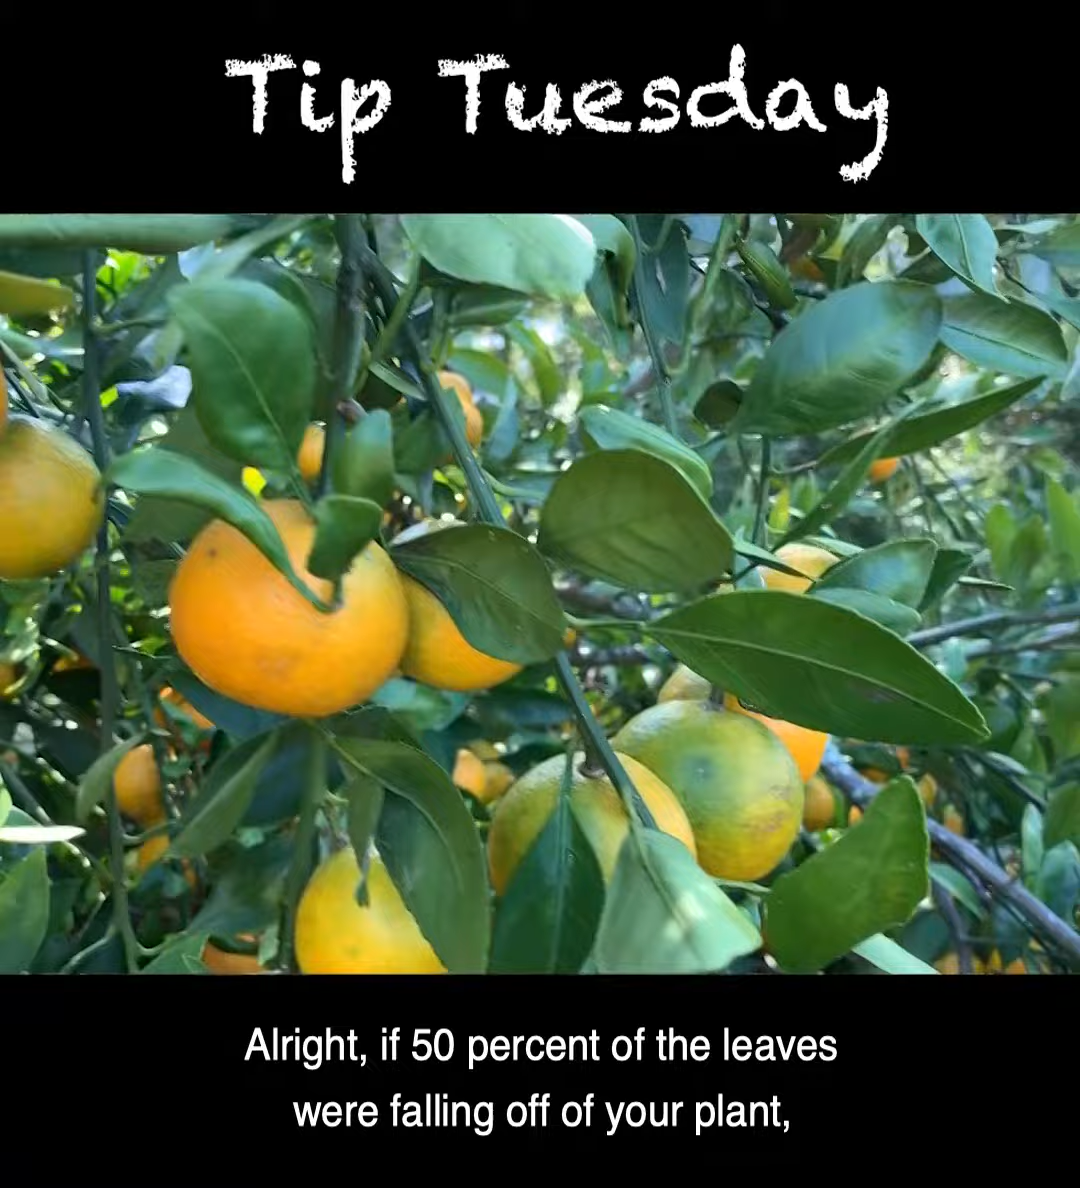 Tip Tuesday
Alright, if 50 percent of the leaves
were falling off of your plant,